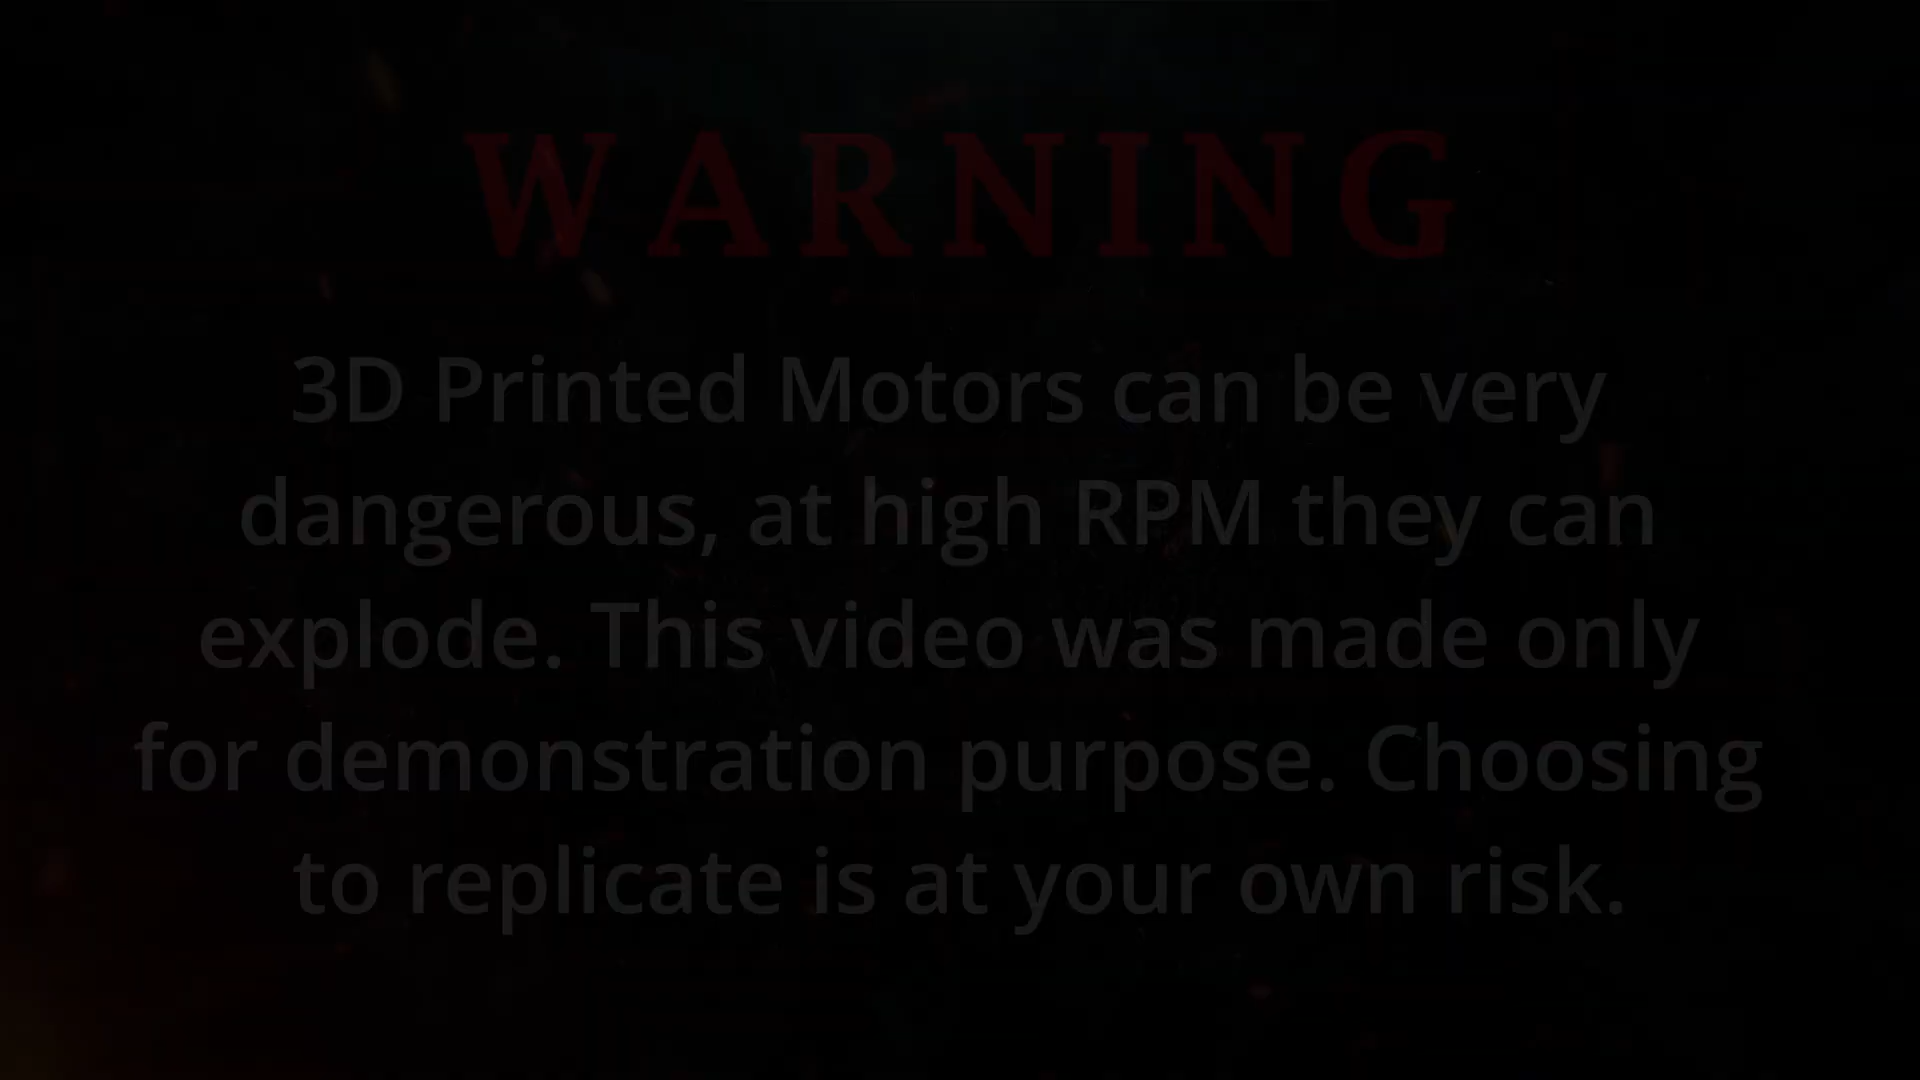 WARNING
3D Printed Motors can be very
dangerous, at high RPM they can
explode. This video was made only
for demonstration purpose. Choosing
to replicate is at your own risk.